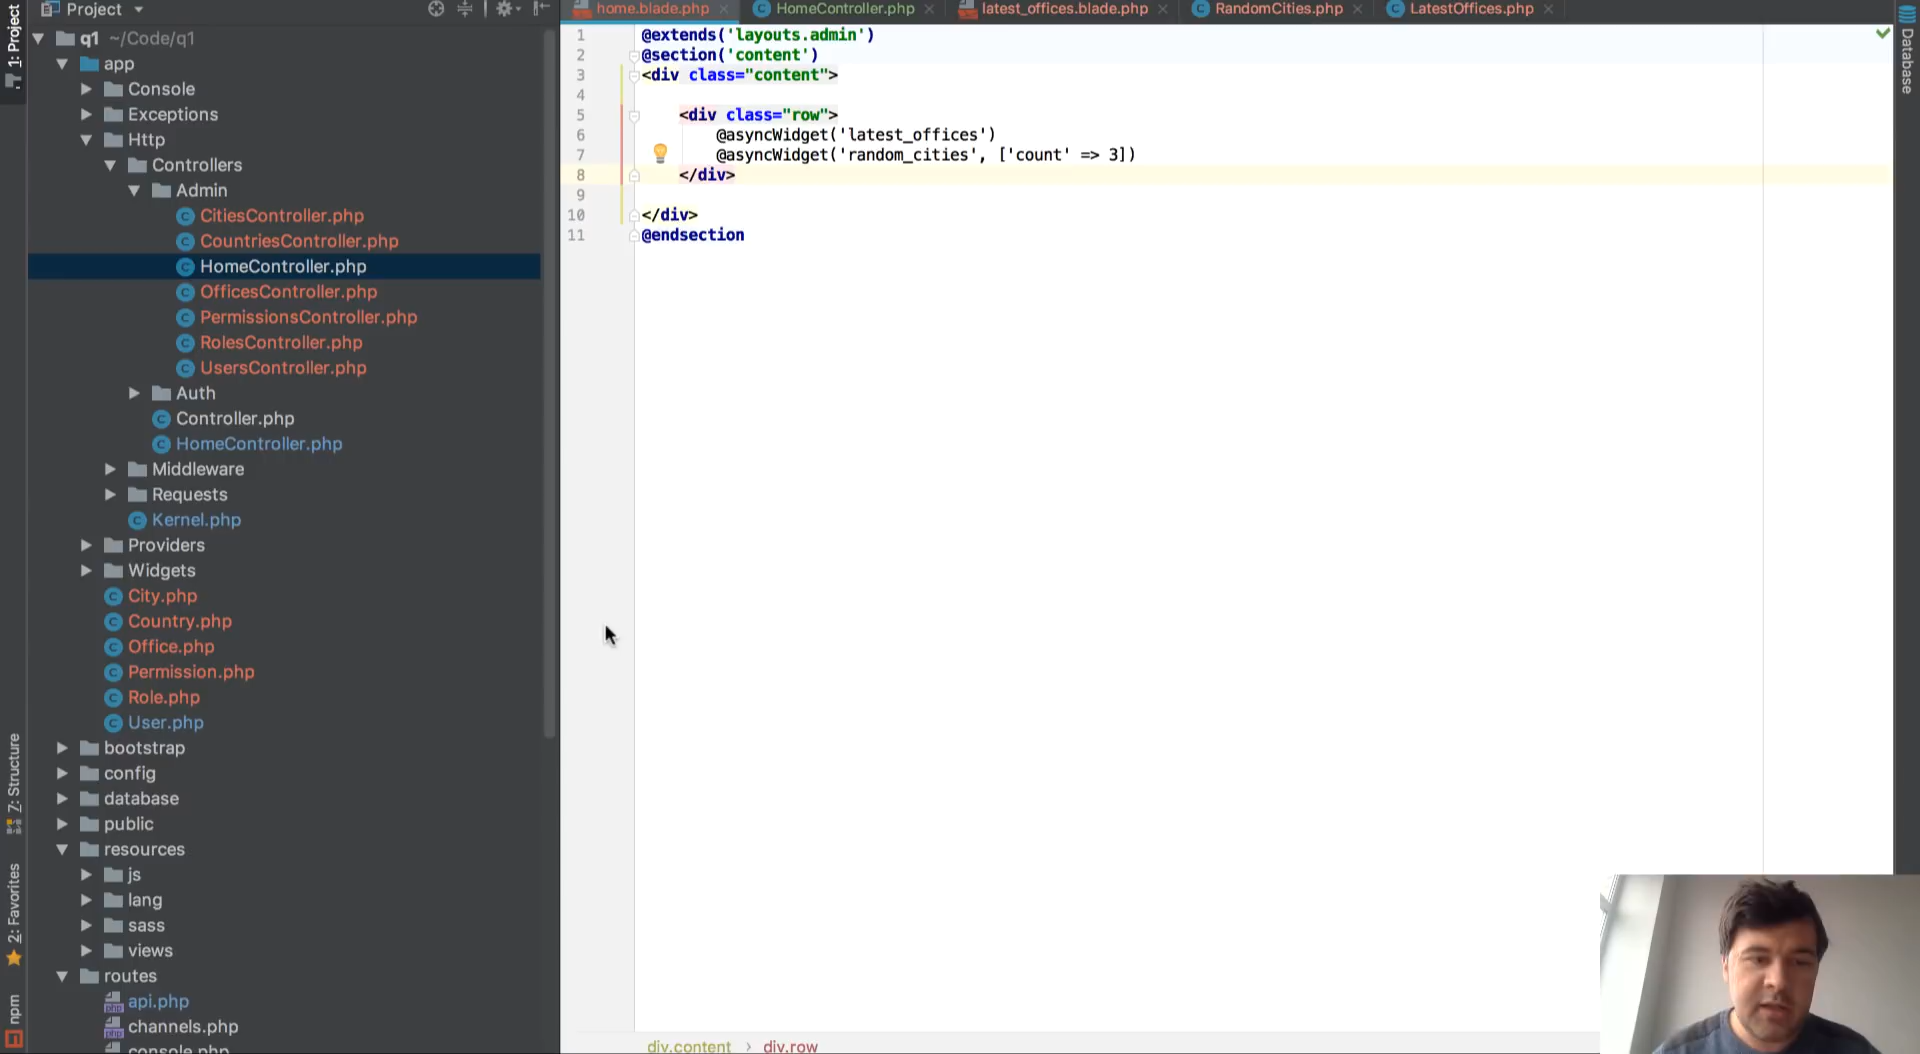 Project
home.blade.php
HomeController.php
latest_offices.blade.php
RandomCities.php
LatestOffices.php
1: Project
7: Structure
2: Favorites
npm
Database
q1 ~/Code/q1
app
Console
Exceptions
Http
Controllers
Admin
CitiesController.php
CountriesController.php
HomeController.php
OfficesController.php
PermissionsController.php
RolesController.php
UsersController.php
Auth
Controller.php
HomeController.php
Middleware
Requests
Kernel.php
Providers
Widgets
City.php
Country.php
Office.php
Permission.php
Role.php
User.php
bootstrap
config
database
public
resources
js
lang
sass
views
routes
api.php
channels.php
console.php
1 @extends('layouts.admin')
2 @section('content')
3 <div class="content">
4
5 <div class="row">
6 @asyncWidget('latest_offices')
7 @asyncWidget('random_cities', ['count' => 3])
8 </div>
9
10 </div>
11 @endsection
div.content › div.row